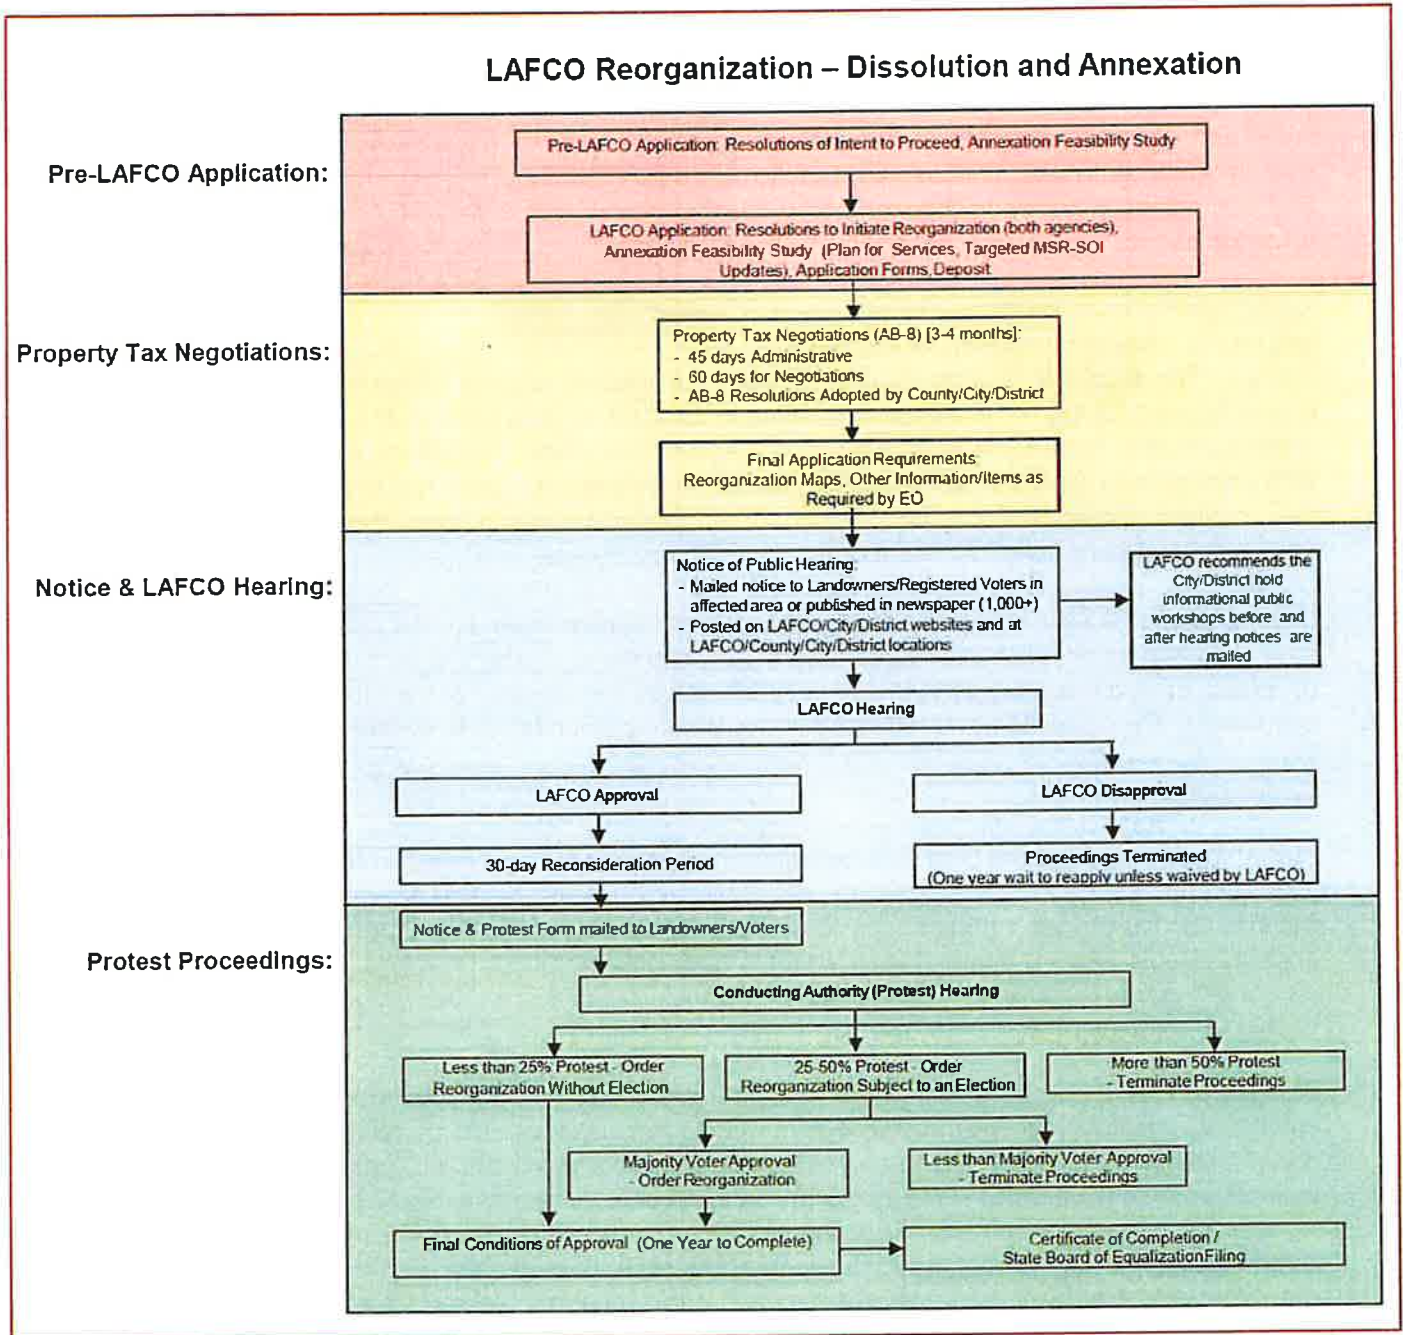 LAFCO Reorganization – Dissolution and Annexation
Pre-LAFCO Application:
Pre-LAFCO Application: Resolutions of Intent to Proceed, Annexation Feasibility Study
LAFCO Application: Resolutions to Initiate Reorganization (both agencies),
Annexation Feasibility Study (Plan for Services, Targeted MSR-SOI
Updates), Application Forms, Deposit
Property Tax Negotiations:
Property Tax Negotiations (AB-8) [3-4 months]:
- 45 days Administrative
- 60 days for Negotiations
- AB-8 Resolutions Adopted by County/City/District
Final Application Requirements:
Reorganization Maps, Other Information/Items as
Required by EO
Notice & LAFCO Hearing:
Notice of Public Hearing:
- Mailed notice to Landowners/Registered Voters in
affected area or published in newspaper (1,000+)
- Posted on LAFCO/City/District websites and at
LAFCO/County/City/District locations
LAFCO recommends the
City/District hold
informational public
workshops before and
after hearing notices are
mailed
LAFCO Hearing
LAFCO Approval
LAFCO Disapproval
30-day Reconsideration Period
Proceedings Terminated
(One year wait to reapply unless waived by LAFCO)
Protest Proceedings:
Notice & Protest Form mailed to Landowners/Voters
Conducting Authority (Protest) Hearing
Less than 25% Protest - Order
Reorganization Without Election
25-50% Protest - Order
Reorganization Subject to an Election
More than 50% Protest
- Terminate Proceedings
Majority Voter Approval
- Order Reorganization
Less than Majority Voter Approval
- Terminate Proceedings
Final Conditions of Approval (One Year to Complete)
Certificate of Completion /
State Board of Equalization Filing